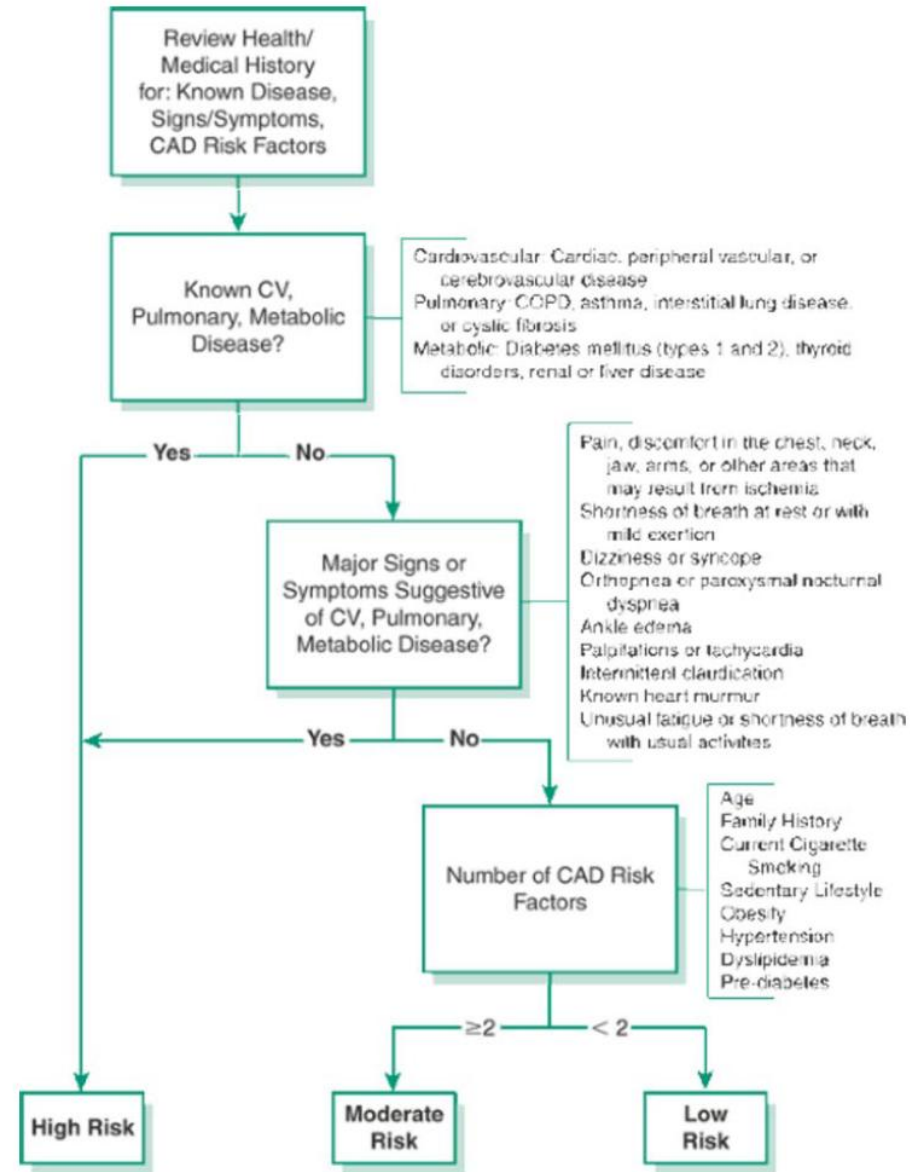 Review Health/
Medical History
for: Known Disease,
Signs/Symptoms,
CAD Risk Factors
Known CV,
Pulmonary, Metabolic
Disease?
Cardiovascular: Cardiac, peripheral vascular, or
cerebrovascular disease
Pulmonary: COPD, asthma, interstitial lung disease,
or cystic fibrosis
Metabolic: Diabetes mellitus (types 1 and 2), thyroid
disorders, renal or liver disease
Yes
No
Major Signs or
Symptoms Suggestive
of CV, Pulmonary,
Metabolic Disease?
Pain, discomfort in the chest, neck,
jaw, arms, or other areas that
may result from ischemia
Shortness of breath at rest or with
mild exertion
Dizziness or syncope
Orthopnea or paroxysmal nocturnal
dyspnea
Ankle edema
Palpitations or tachycardia
Intermittent claudication
Known heart murmur
Unusual fatigue or shortness of breath
with usual activities
Yes
No
Number of CAD Risk
Factors
Age
Family History
Current Cigarette
Smoking
Sedentary Lifestyle
Obesity
Hypertension
Dyslipidemia
Pre-diabetes
≥2
< 2
High Risk
Moderate
Risk
Low
Risk